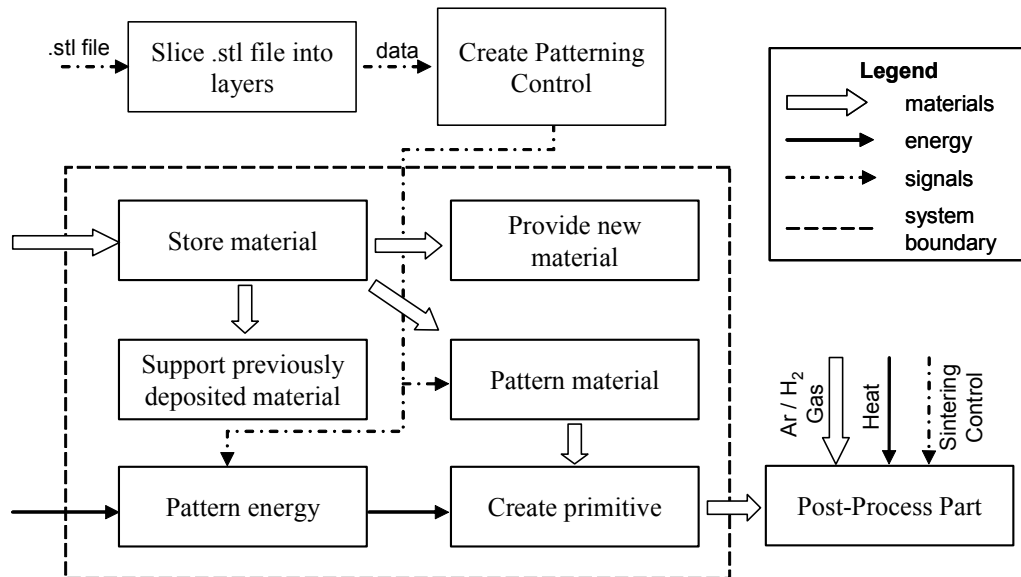 .stl file
Slice .stl file into
layers
data
Create Patterning
Control
Legend
materials
energy
signals
system
boundary
Store material
Provide new
material
Support previously
deposited material
Pattern material
Ar / H2
Gas
Heat
Sintering
Control
Pattern energy
Create primitive
Post-Process Part